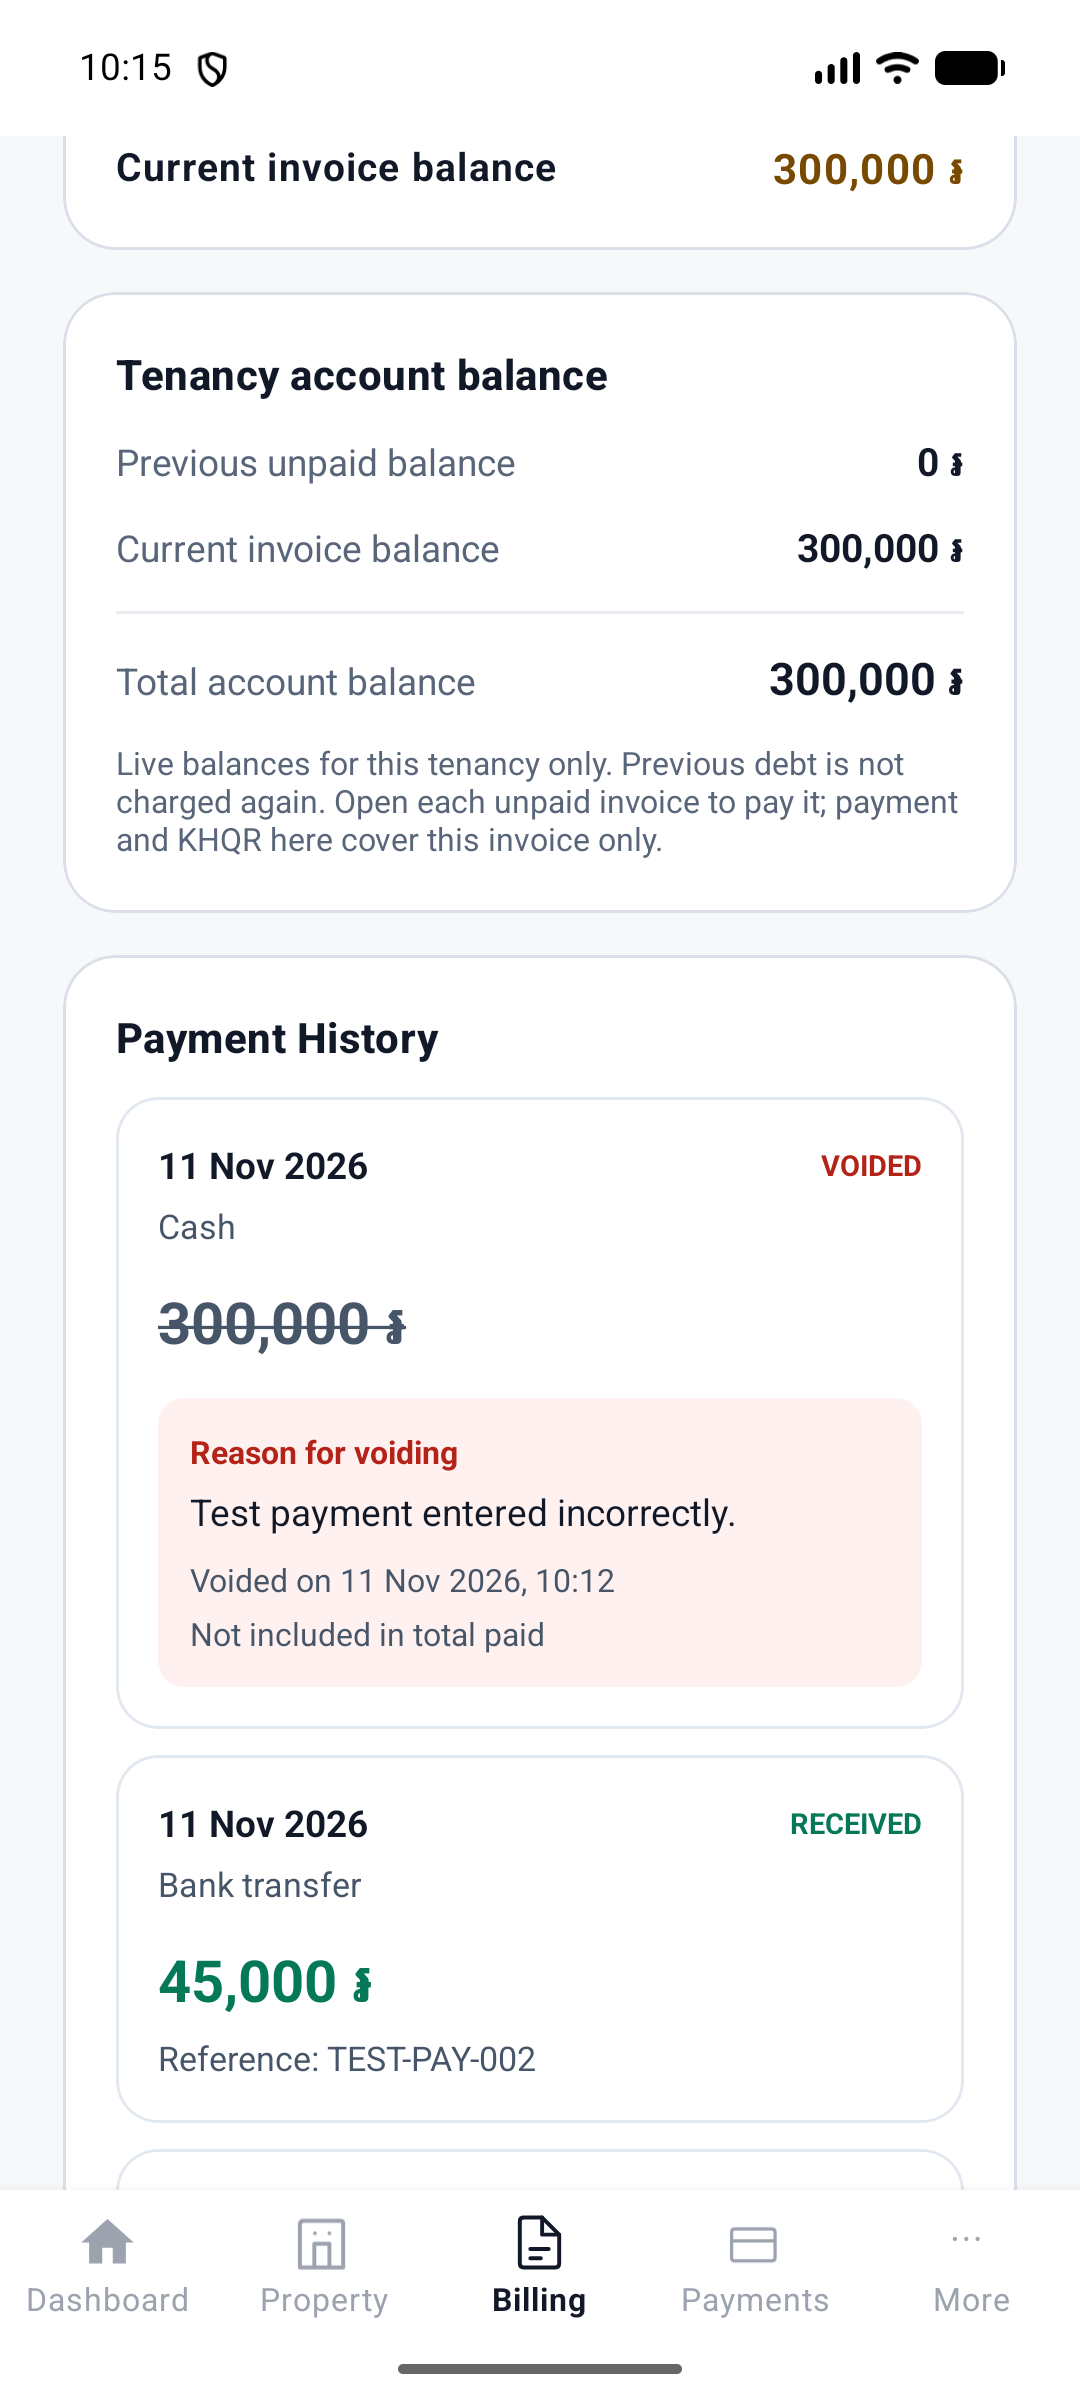 10:15
Current invoice balance 300,000 ៛
Tenancy account balance
Previous unpaid balance 0 ៛
Current invoice balance 300,000 ៛
Total account balance 300,000 ៛
Live balances for this tenancy only. Previous debt is not
charged again. Open each unpaid invoice to pay it; payment
and KHQR here cover this invoice only.
Payment History
11 Nov 2026 VOIDED
Cash
300,000 ៛
Reason for voiding
Test payment entered incorrectly.
Voided on 11 Nov 2026, 10:12
Not included in total paid
11 Nov 2026 RECEIVED
Bank transfer
45,000 ៛
Reference: TEST-PAY-002
Dashboard Property Billing Payments More